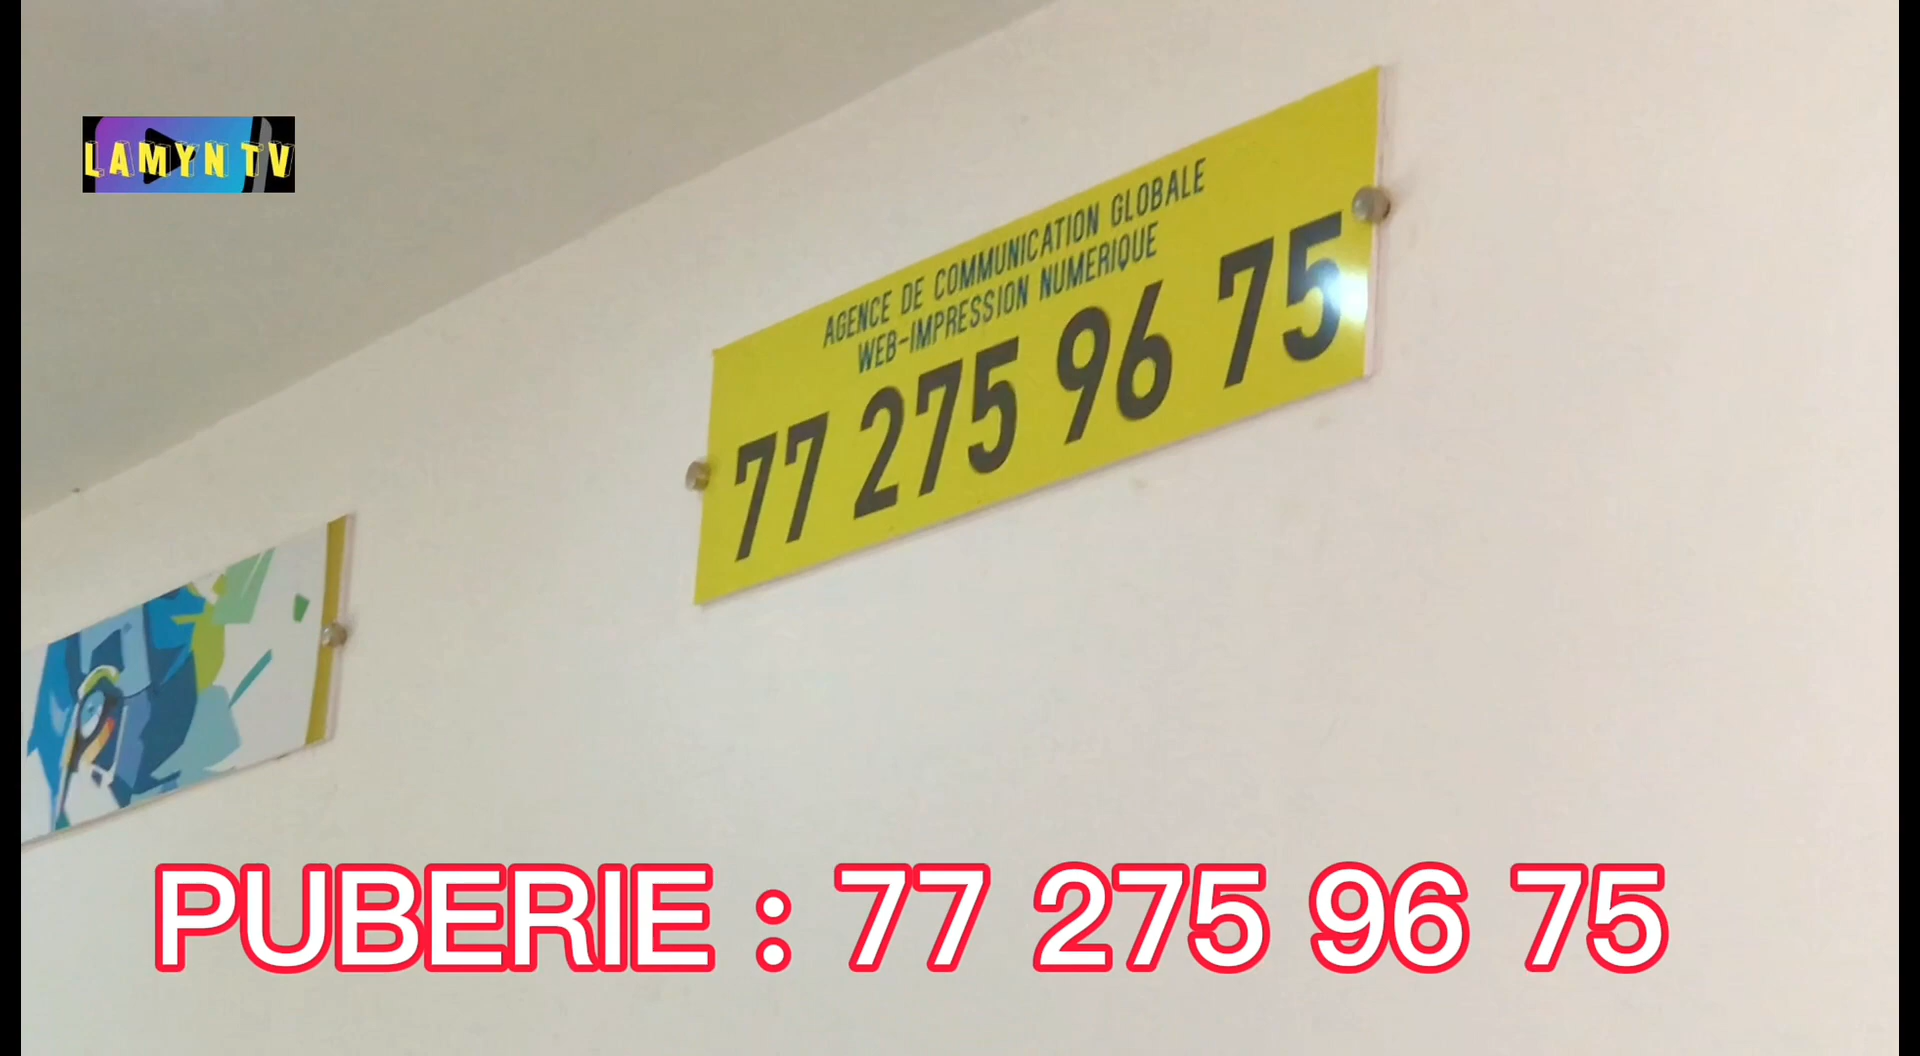 LAMYN TV
AGENCE DE COMMUNICATION GLOBALE
WEB-IMPRESSION NUMERIQUE
77 275 96 75
PUBERIE : 77 275 96 75